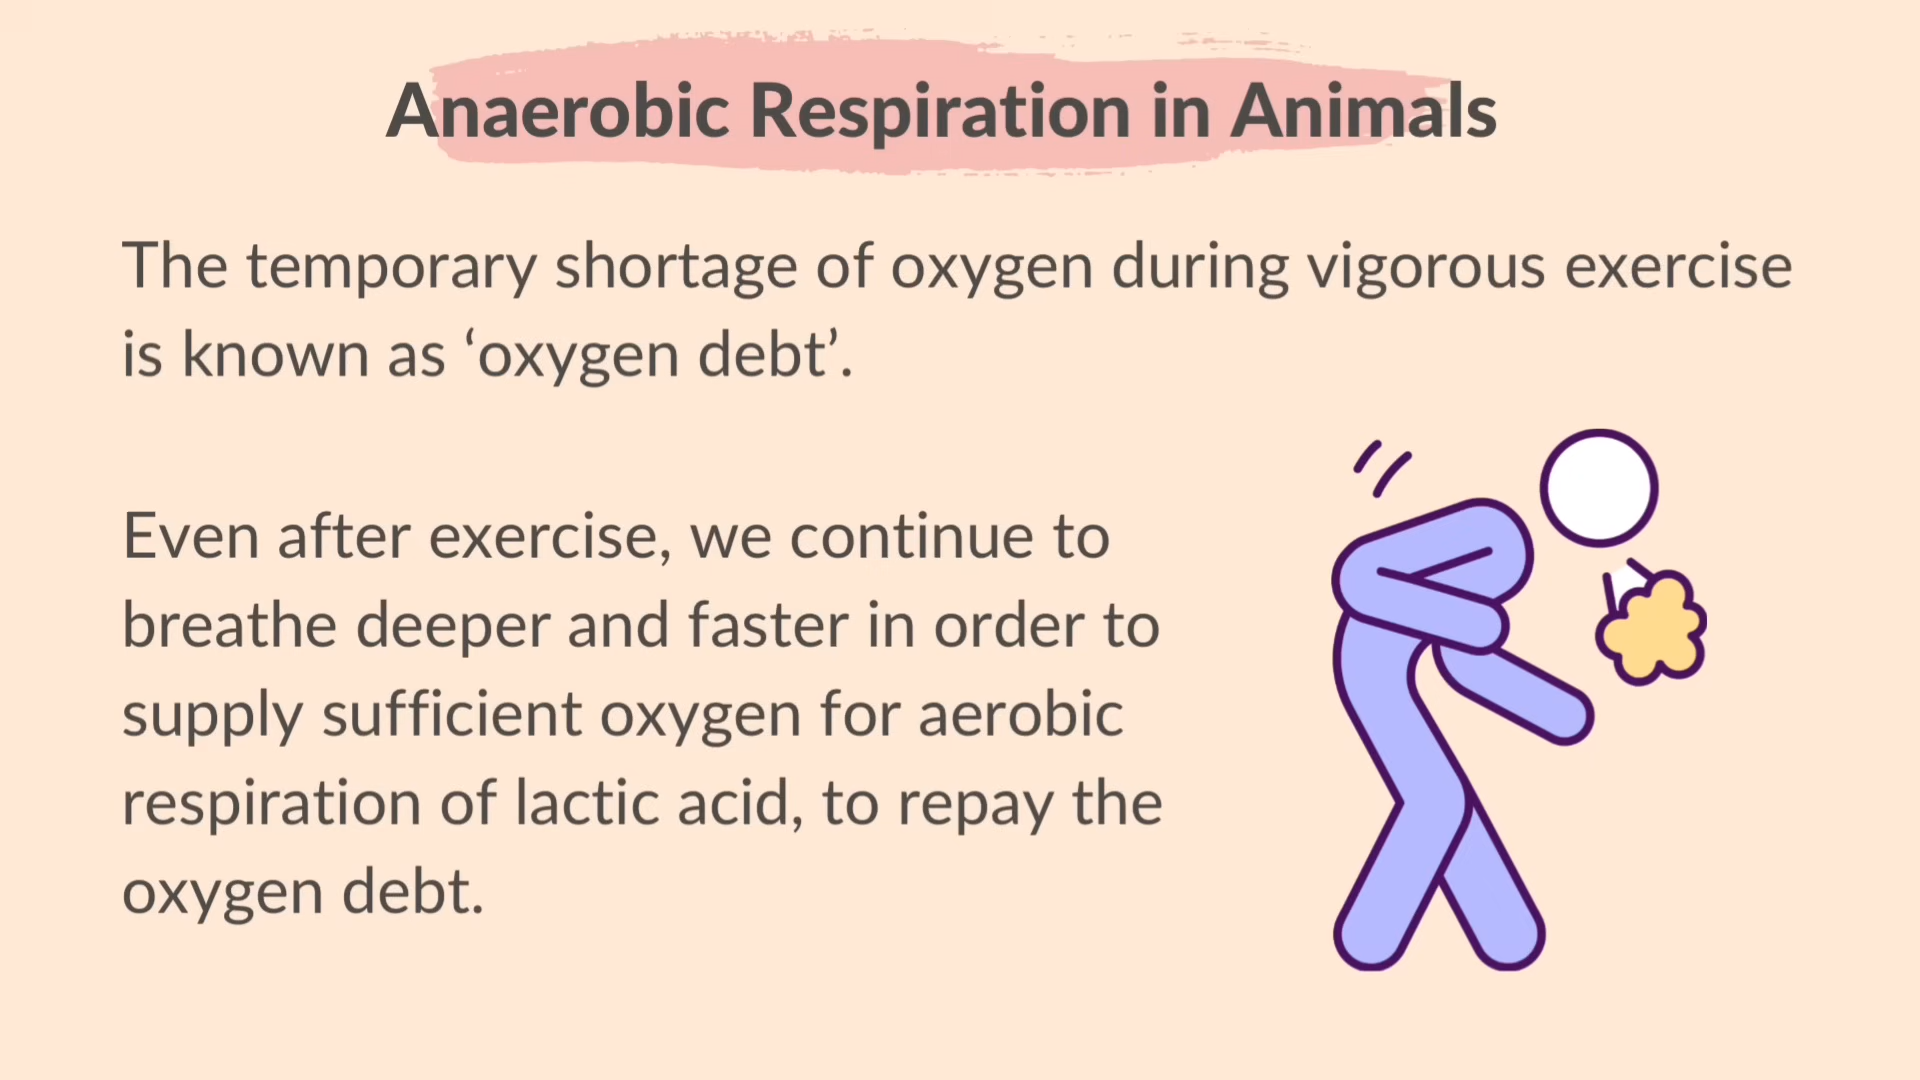 Anaerobic Respiration in Animals
The temporary shortage of oxygen during vigorous exercise
is known as ‘oxygen debt’.
Even after exercise, we continue to
breathe deeper and faster in order to
supply sufficient oxygen for aerobic
respiration of lactic acid, to repay the
oxygen debt.